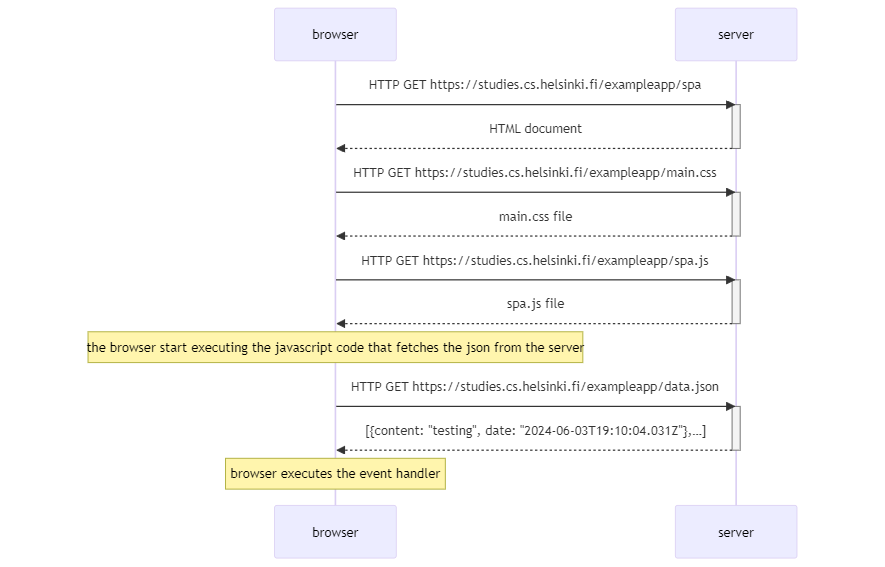 browser
server
HTTP GET https://studies.cs.helsinki.fi/exampleapp/spa
HTML document
HTTP GET https://studies.cs.helsinki.fi/exampleapp/main.css
main.css file
HTTP GET https://studies.cs.helsinki.fi/exampleapp/spa.js
spa.js file
the browser start executing the javascript code that fetches the json from the server
HTTP GET https://studies.cs.helsinki.fi/exampleapp/data.json
[{content: "testing", date: "2024-06-03T19:10:04.031Z"},...]
browser executes the event handler
browser
server